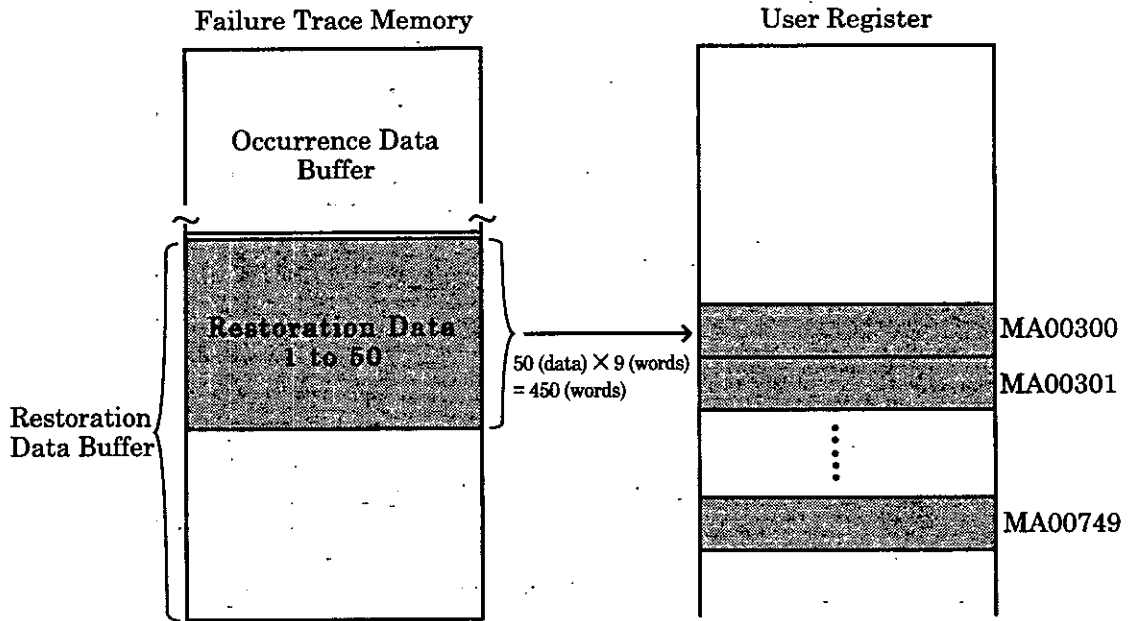 Failure Trace Memory
User Register
Occurrence Data
Buffer
Restoration Data
1 to 50
50 (data) × 9 (words)
= 450 (words)
MA00300
MA00301
Restoration
Data Buffer
MA00749